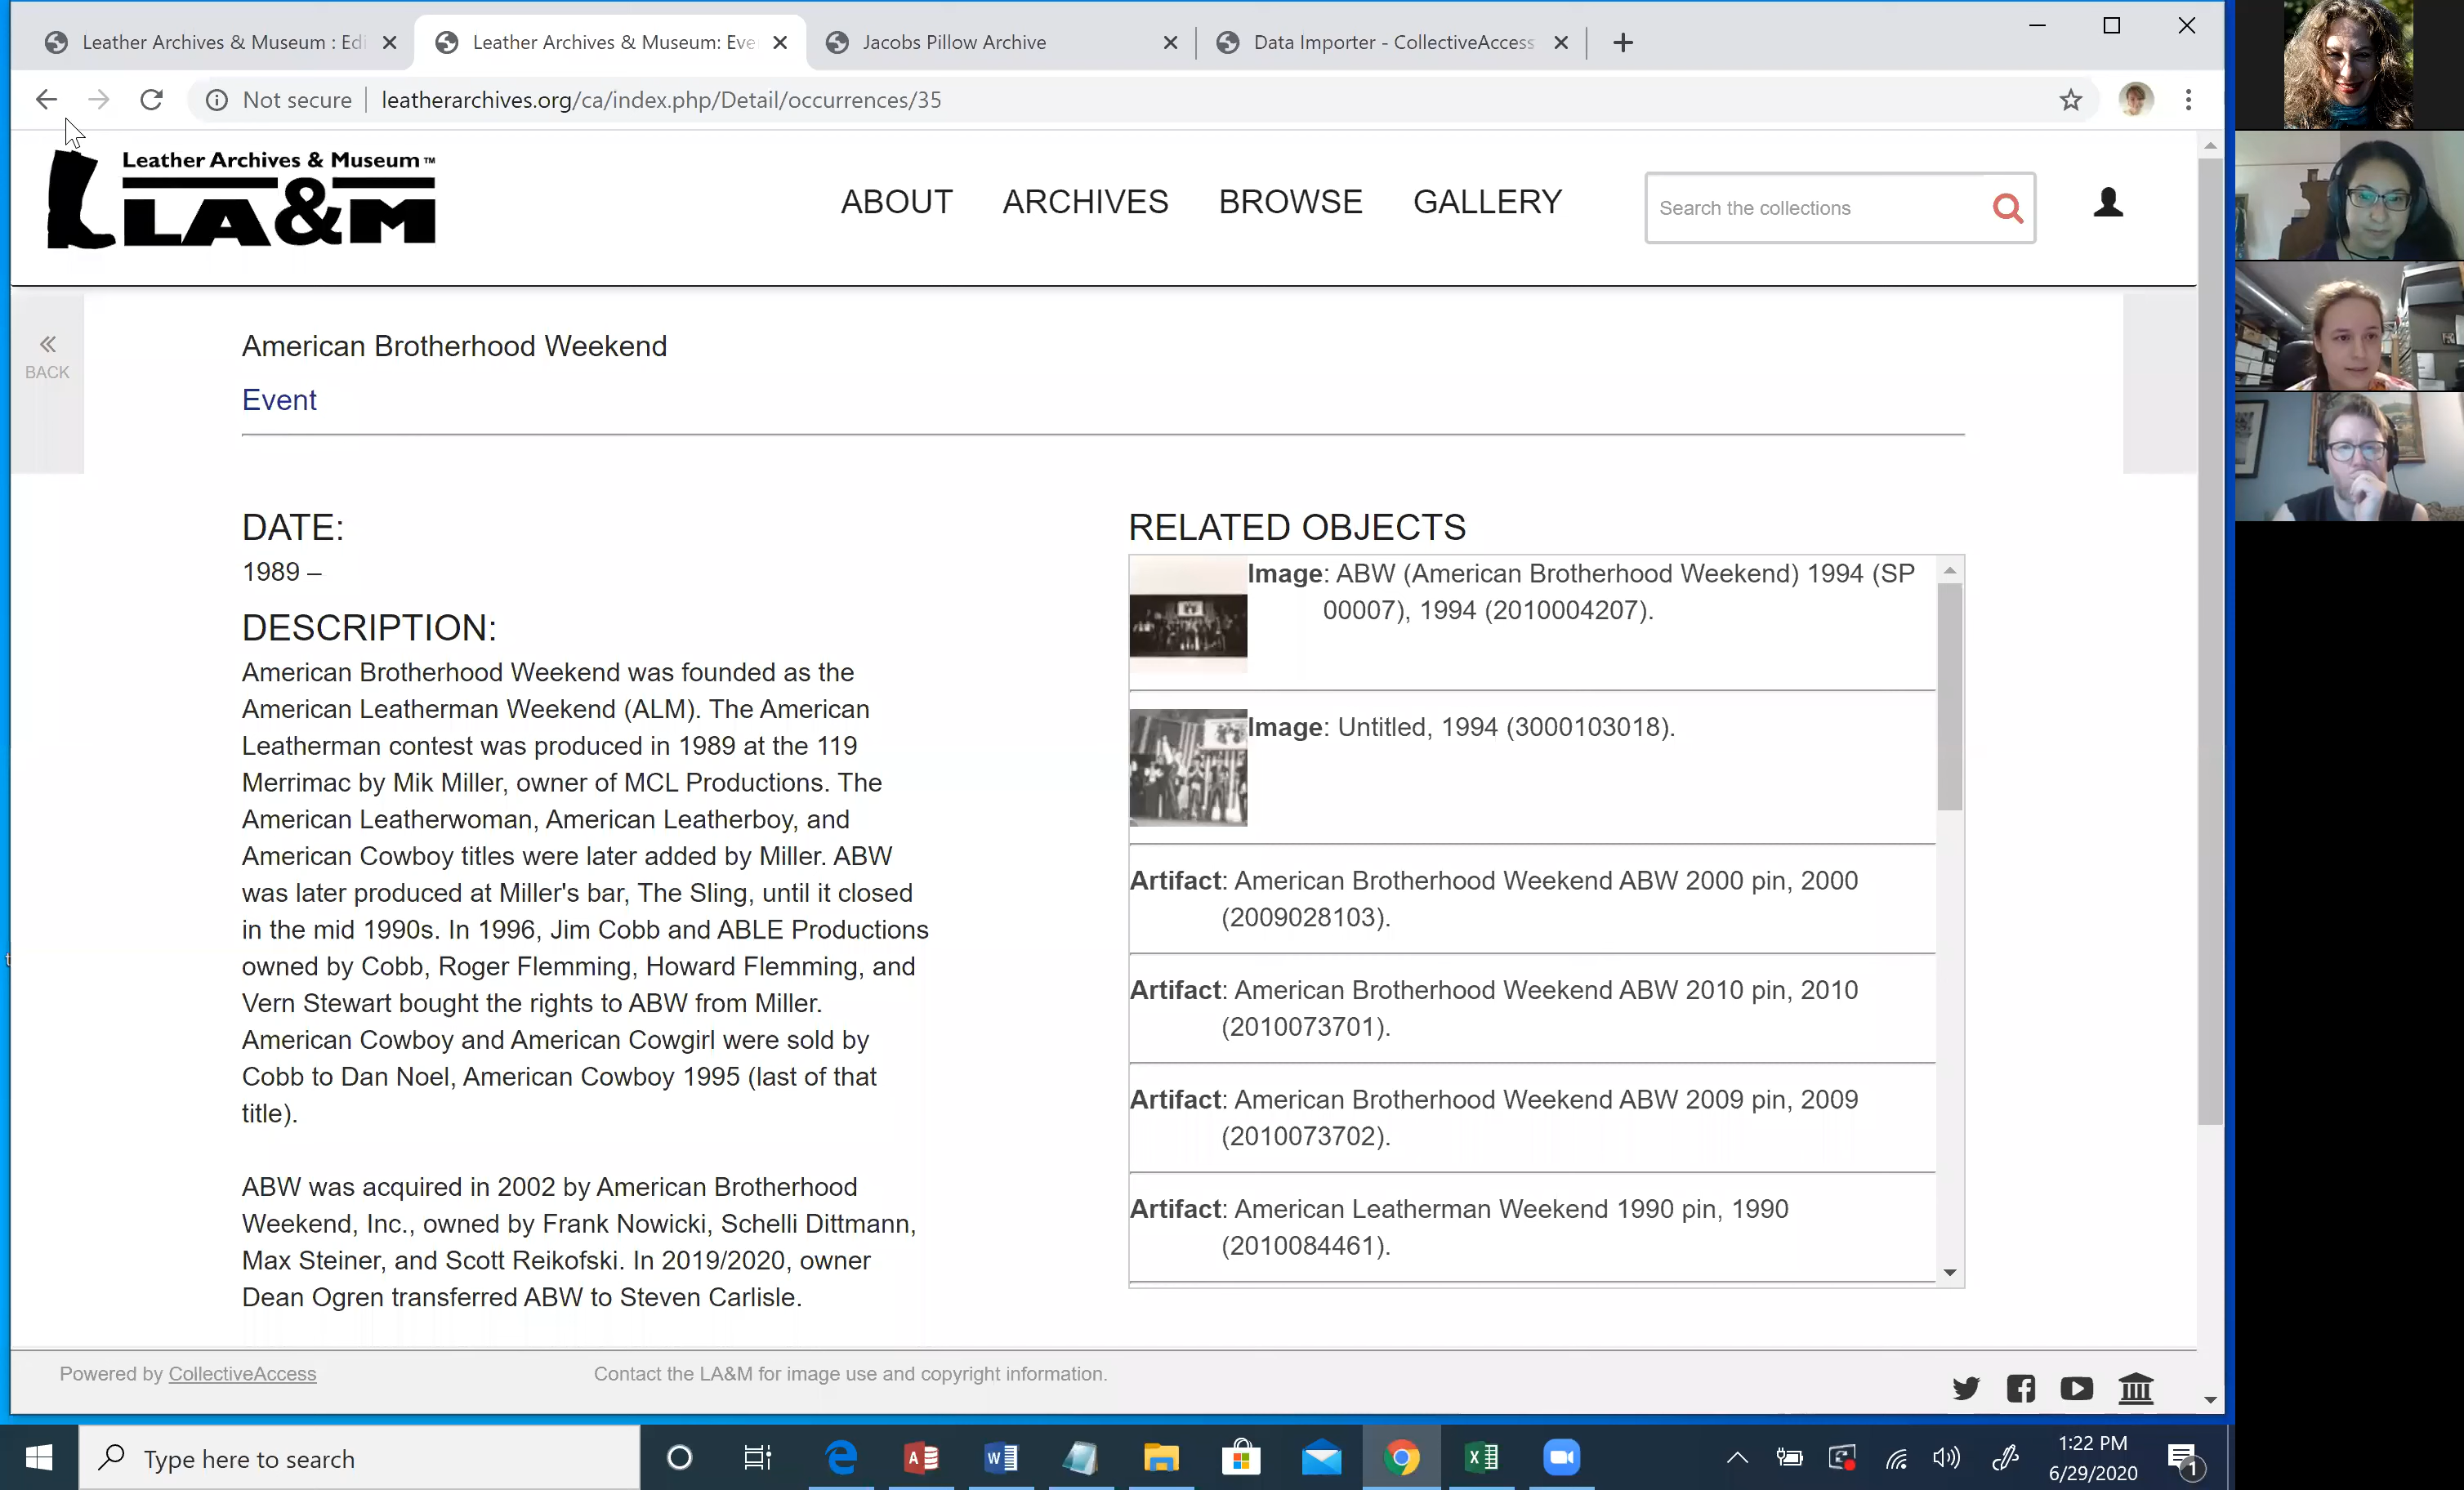 Leather Archives & Museum : Edi
Leather Archives & Museum: Eve
Jacobs Pillow Archive
Data Importer - CollectiveAccess
Not secure
leatherarchives.org/ca/index.php/Detail/occurrences/35
Leather Archives & Museum™
LA&M
ABOUT
ARCHIVES
BROWSE
GALLERY
Search the collections
« BACK
American Brotherhood Weekend
Event
DATE:
1989 –
DESCRIPTION:
American Brotherhood Weekend was founded as the
American Leatherman Weekend (ALM). The American
Leatherman contest was produced in 1989 at the 119
Merrimac by Mik Miller, owner of MCL Productions. The
American Leatherwoman, American Leatherboy, and
American Cowboy titles were later added by Miller. ABW
was later produced at Miller's bar, The Sling, until it closed
in the mid 1990s. In 1996, Jim Cobb and ABLE Productions
owned by Cobb, Roger Flemming, Howard Flemming, and
Vern Stewart bought the rights to ABW from Miller.
American Cowboy and American Cowgirl were sold by
Cobb to Dan Noel, American Cowboy 1995 (last of that
title).
ABW was acquired in 2002 by American Brotherhood
Weekend, Inc., owned by Frank Nowicki, Schelli Dittmann,
Max Steiner, and Scott Reikofski. In 2019/2020, owner
Dean Ogren transferred ABW to Steven Carlisle.
RELATED OBJECTS
Image: ABW (American Brotherhood Weekend) 1994 (SP
00007), 1994 (2010004207).
Image: Untitled, 1994 (3000103018).
Artifact: American Brotherhood Weekend ABW 2000 pin, 2000
(2009028103).
Artifact: American Brotherhood Weekend ABW 2010 pin, 2010
(2010073701).
Artifact: American Brotherhood Weekend ABW 2009 pin, 2009
(2010073702).
Artifact: American Leatherman Weekend 1990 pin, 1990
(2010084461).
Powered by CollectiveAccess
Contact the LA&M for image use and copyright information.
Type here to search
1:22 PM
6/29/2020
1